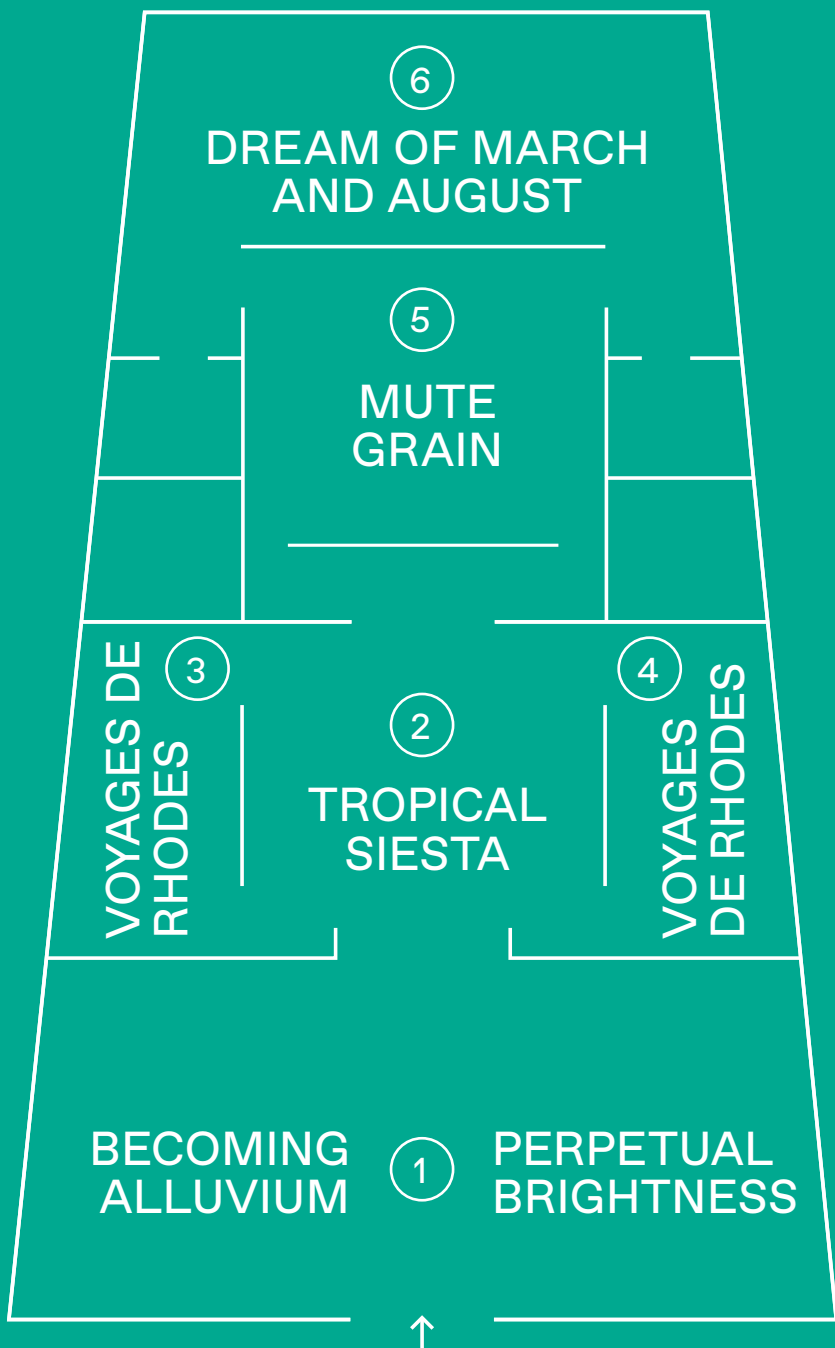 6
DREAM OF MARCH
AND AUGUST
5
MUTE
GRAIN
3
VOYAGES DE
RHODES
4
VOYAGES
DE RHODES
2
TROPICAL
SIESTA
BECOMING
ALLUVIUM
1
PERPETUAL
BRIGHTNESS